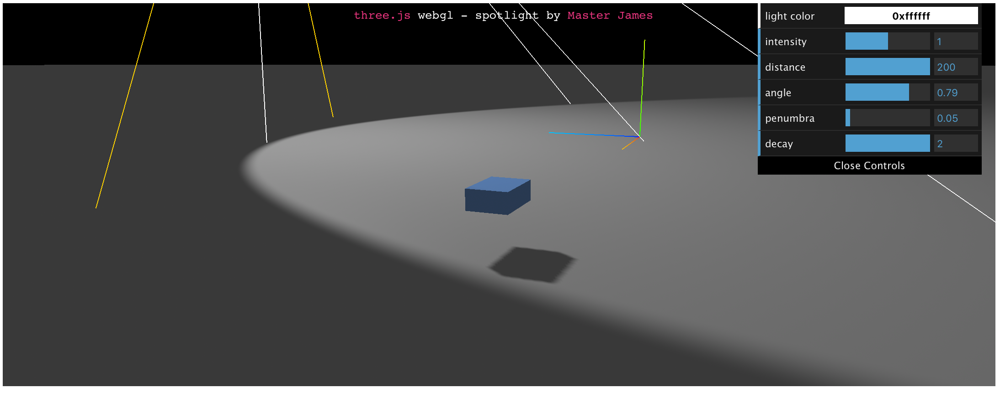 three.js webgl - spotlight by Master James
light color 0xffffff
intensity 1
distance 200
angle 0.79
penumbra 0.05
decay 2
Close Controls